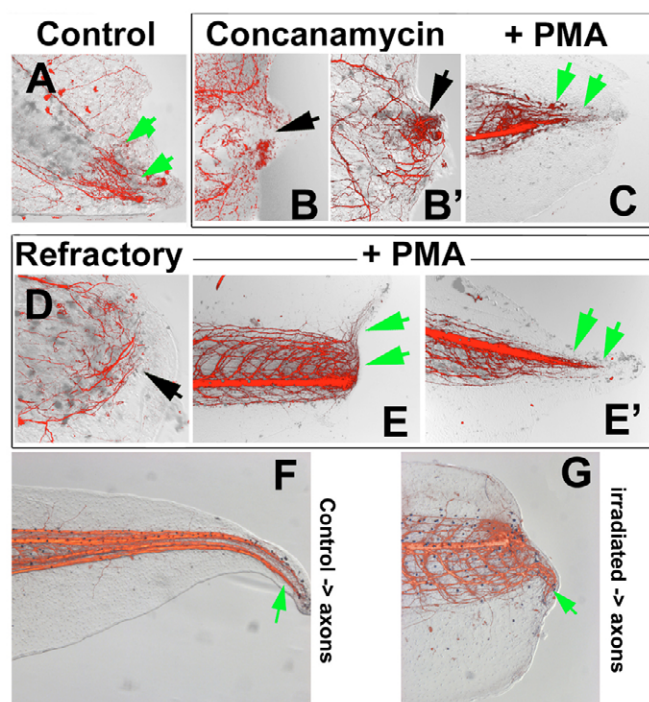 Control
Concanamycin
+ PMA
A
B
B’
C
Refractory
+ PMA
D
E
E’
F
Control -> axons
G
irradiated -> axons